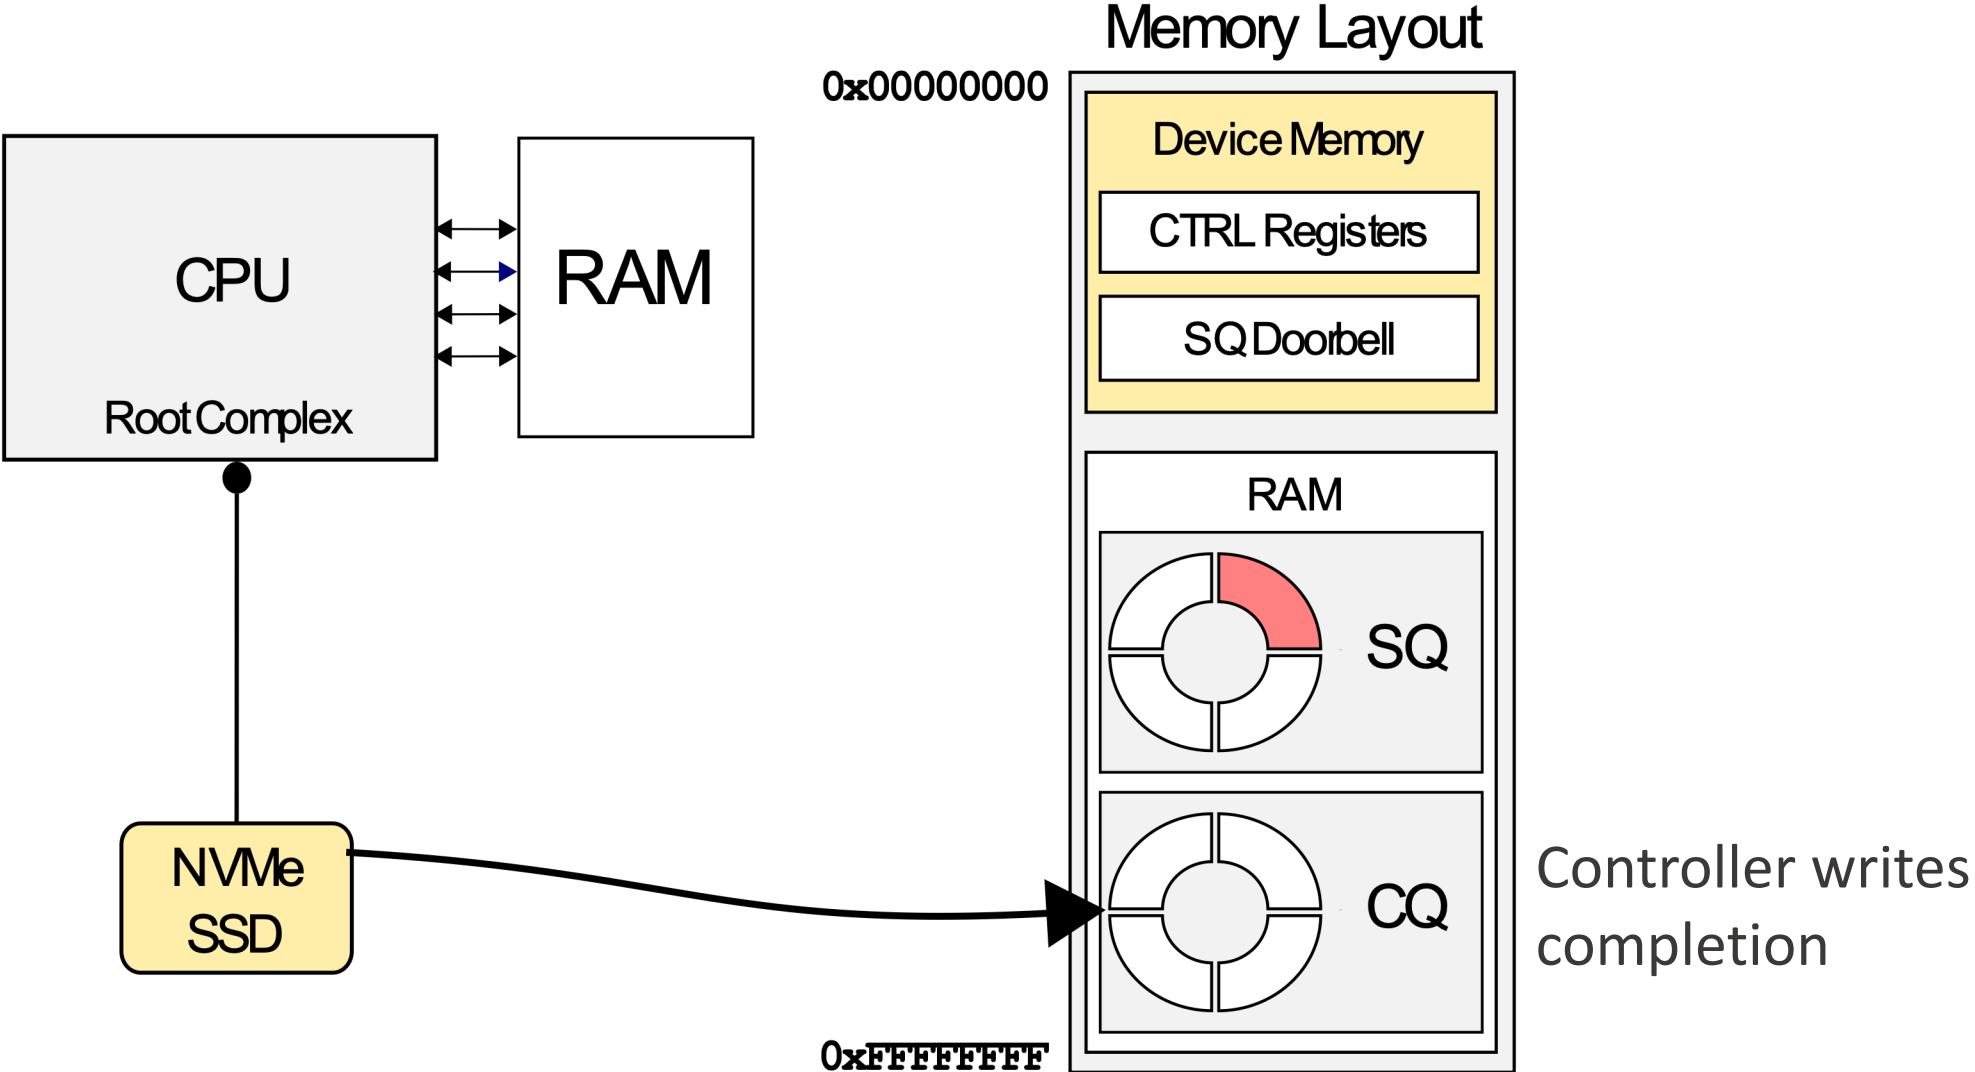 Memory Layout
0x00000000
Device Memory
CTRL Registers
SQ Doorbell
CPU
Root Complex
RAM
RAM
SQ
CQ
NVMe
SSD
Controller writes
completion
0xFFFFFFFF